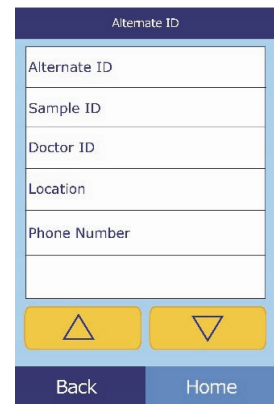 Alternate ID
Alternate ID
Sample ID
Doctor ID
Location
Phone Number
Back Home